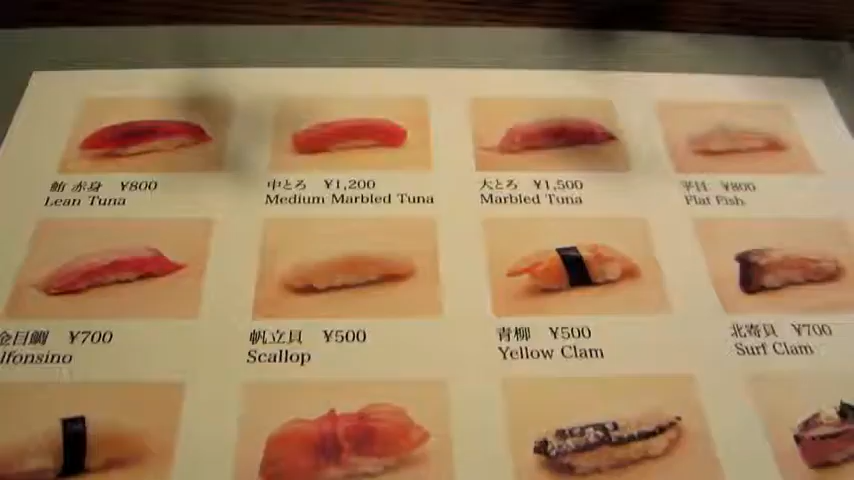 鮪 赤身 ¥800
Lean Tuna
中とろ ¥1,200
Medium Marbled Tuna
大とろ ¥1,500
Marbled Tuna
平目 ¥800
Flat Fish
金目鯛 ¥700
lfonsino
帆立貝 ¥500
Scallop
青柳 ¥500
Yellow Clam
北寄貝 ¥700
Surf Clam